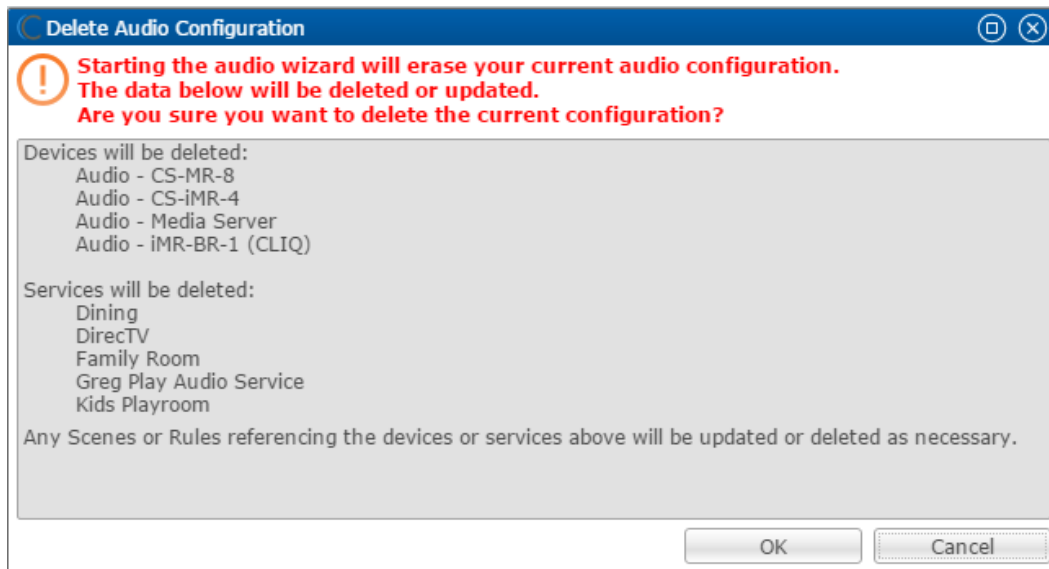 Delete Audio Configuration
Starting the audio wizard will erase your current audio configuration.
The data below will be deleted or updated.
Are you sure you want to delete the current configuration?
Devices will be deleted:
Audio - CS-MR-8
Audio - CS-iMR-4
Audio - Media Server
Audio - iMR-BR-1 (CLIQ)
Services will be deleted:
Dining
DirecTV
Family Room
Greg Play Audio Service
Kids Playroom
Any Scenes or Rules referencing the devices or services above will be updated or deleted as necessary.
OK
Cancel